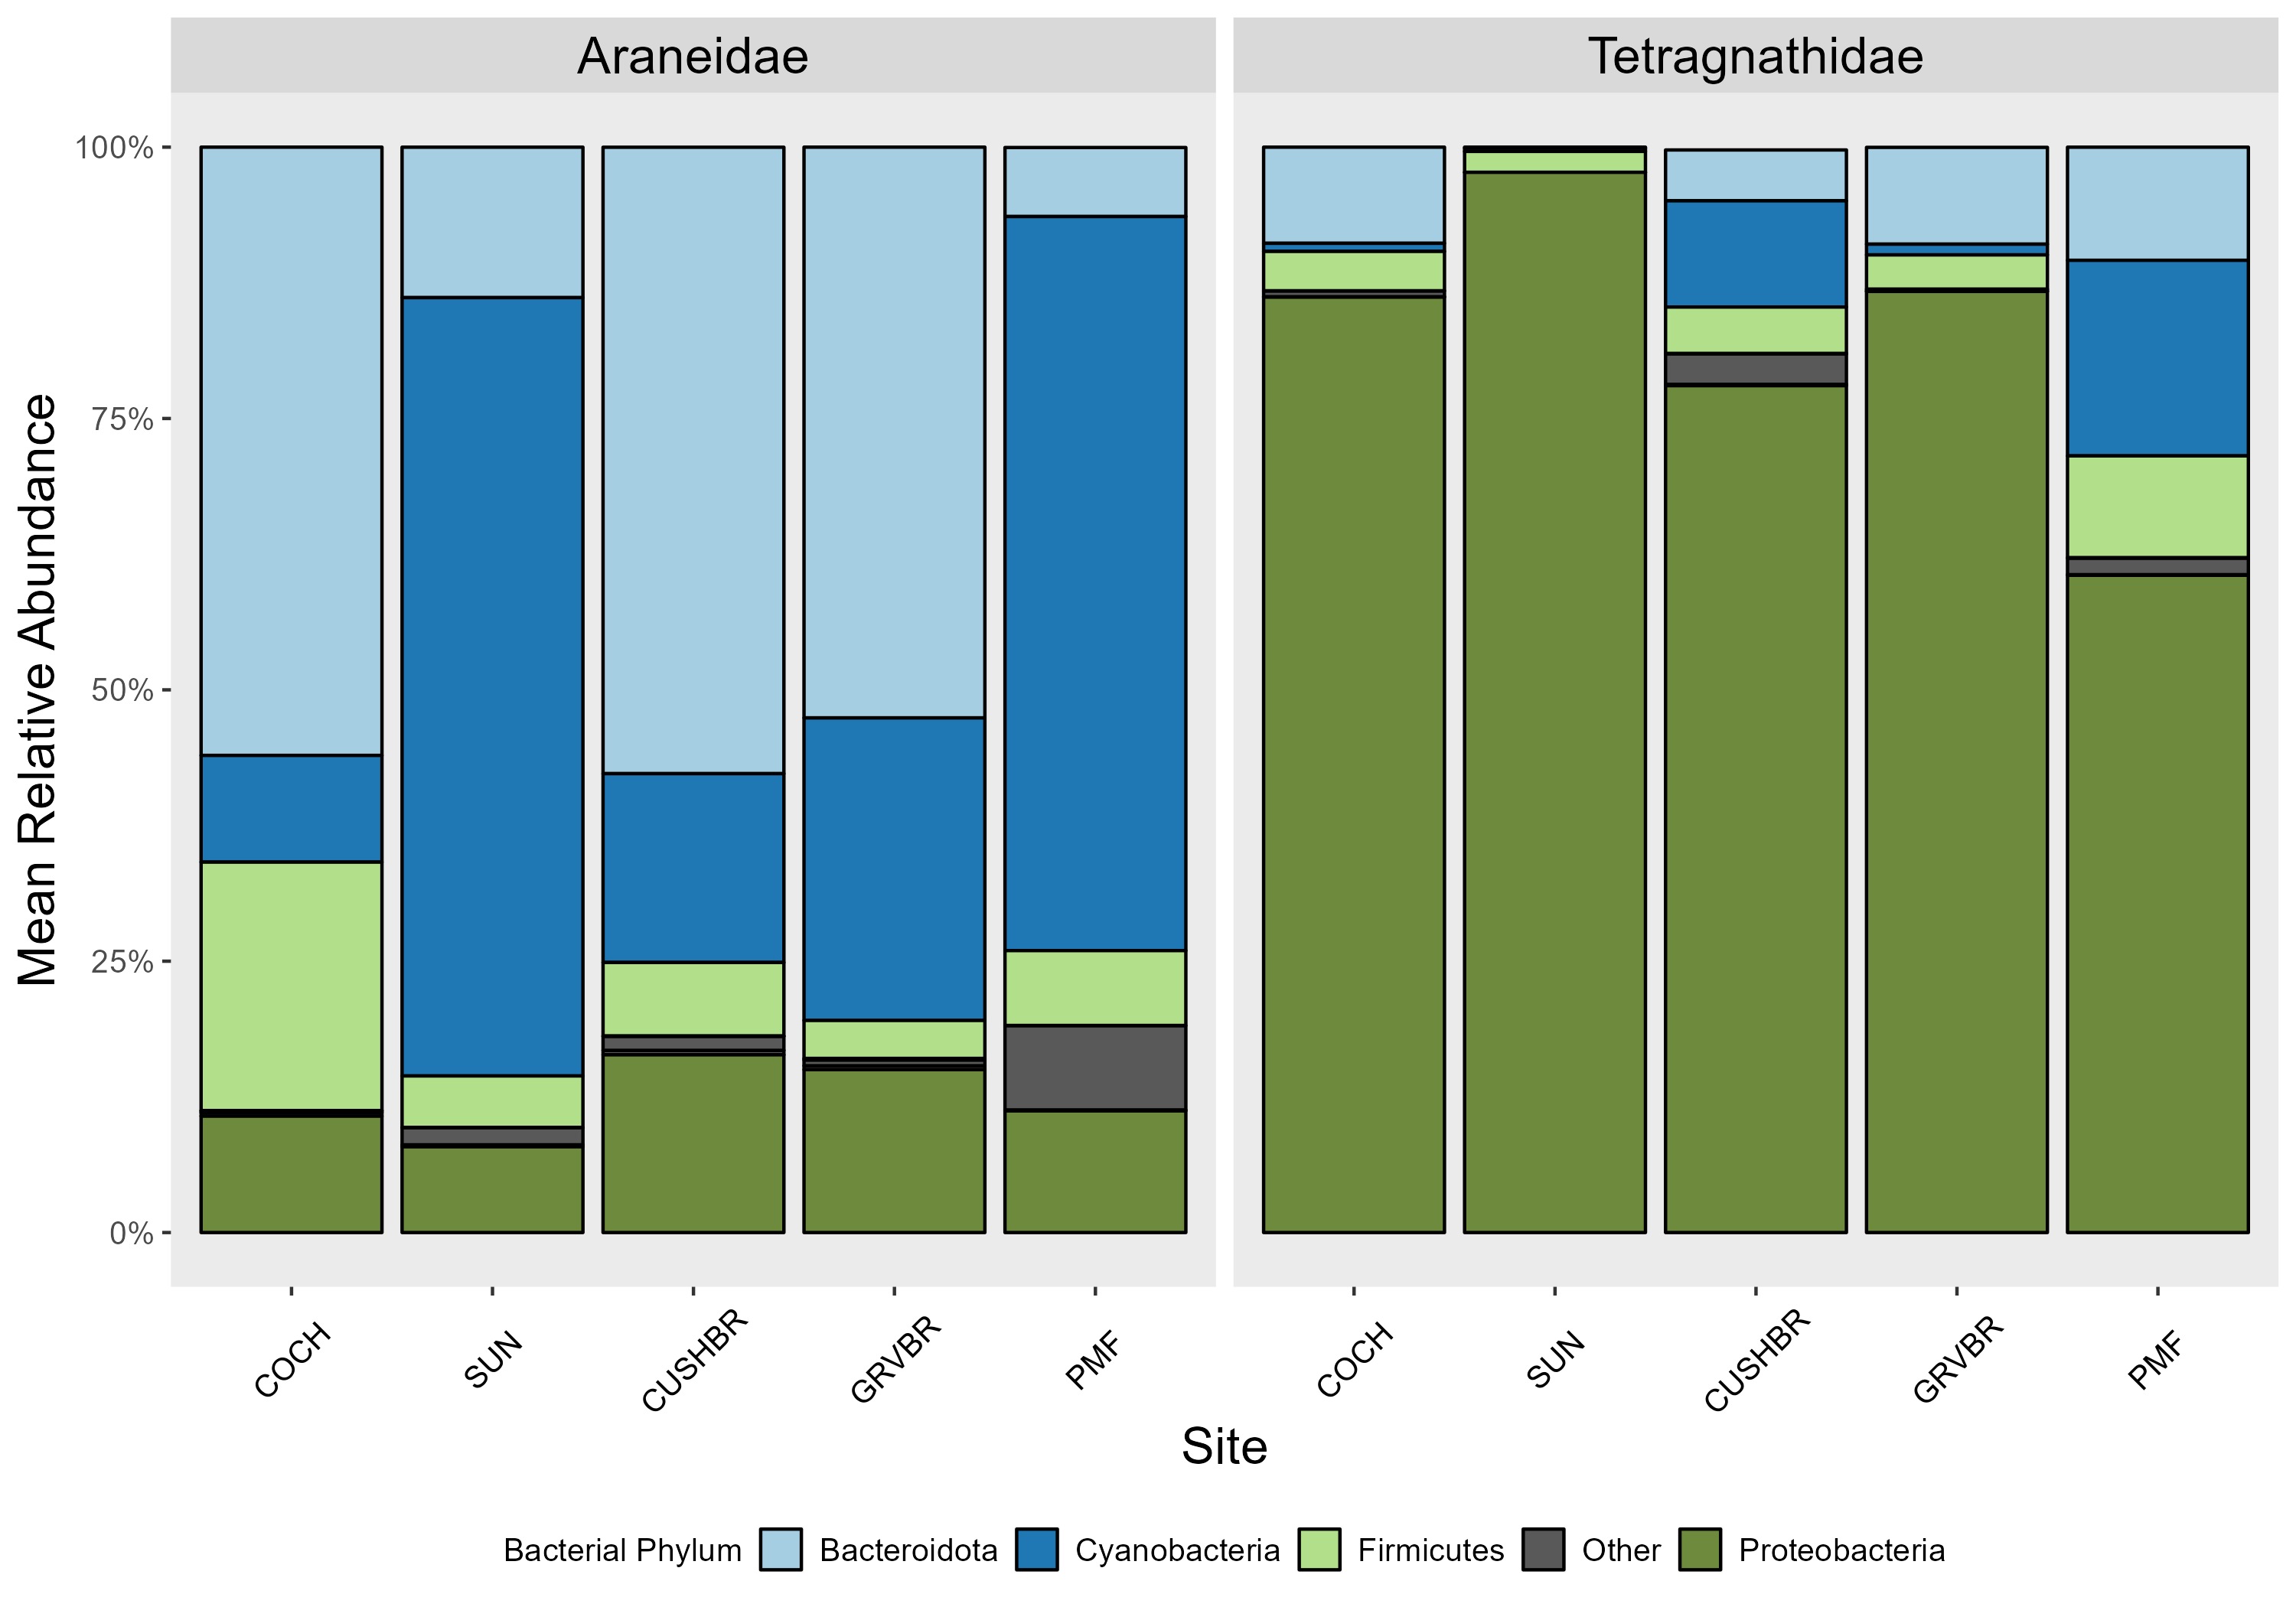 Araneidae
Tetragnathidae
Mean Relative Abundance
100%
75%
50%
25%
0%
COCH
SUN
CUSHBR
GRVBR
PMF
COCH
SUN
CUSHBR
GRVBR
PMF
Site
Bacterial Phylum Bacteroidota Cyanobacteria Firmicutes Other Proteobacteria